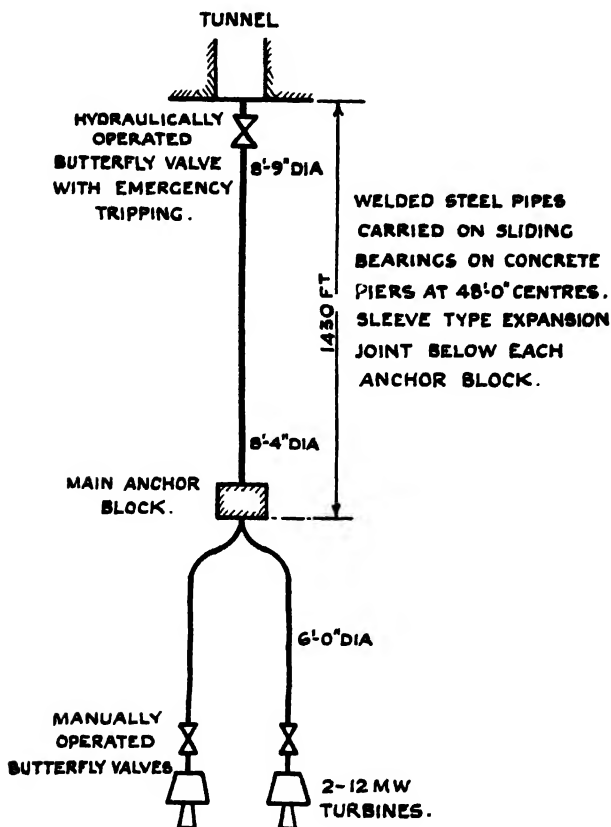 TUNNEL
HYDRAULICALLY
OPERATED
BUTTERFLY VALVE
WITH EMERGENCY
TRIPPING.
8'-9" DIA
WELDED STEEL PIPES
CARRIED ON SLIDING
BEARINGS ON CONCRETE
PIERS AT 48'-0" CENTRES.
SLEEVE TYPE EXPANSION
JOINT BELOW EACH
ANCHOR BLOCK.
1430 FT
8'-4" DIA
MAIN ANCHOR
BLOCK.
6'-0" DIA
MANUALLY
OPERATED
BUTTERFLY VALVES
2-12 MW
TURBINES.